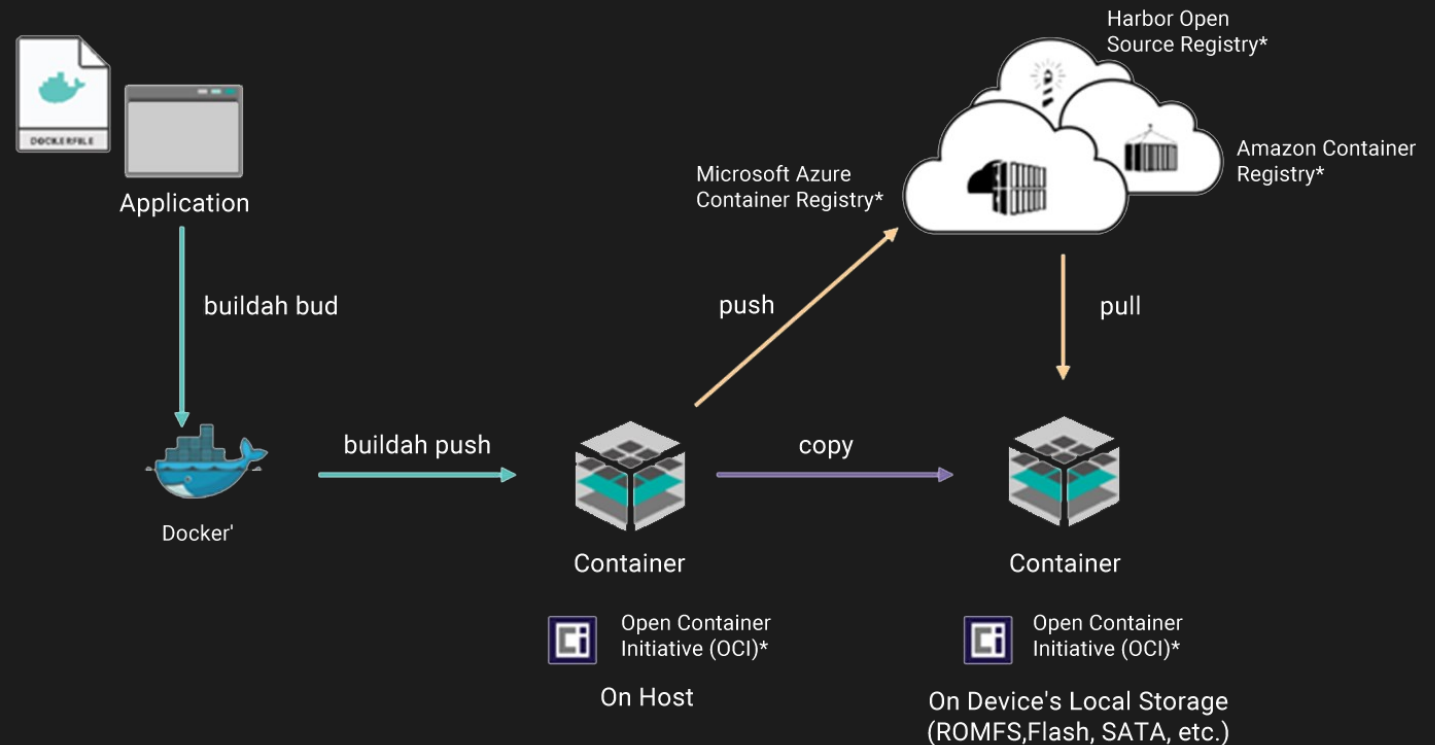 Harbor Open
Source Registry*
DOCKERFILE
Application
Microsoft Azure
Container Registry*
Amazon Container
Registry*
buildah bud
push
pull
buildah push
copy
Docker'
Container
Container
Open Container
Initiative (OCI)*
On Host
Open Container
Initiative (OCI)*
On Device's Local Storage
(ROMFS,Flash, SATA, etc.)